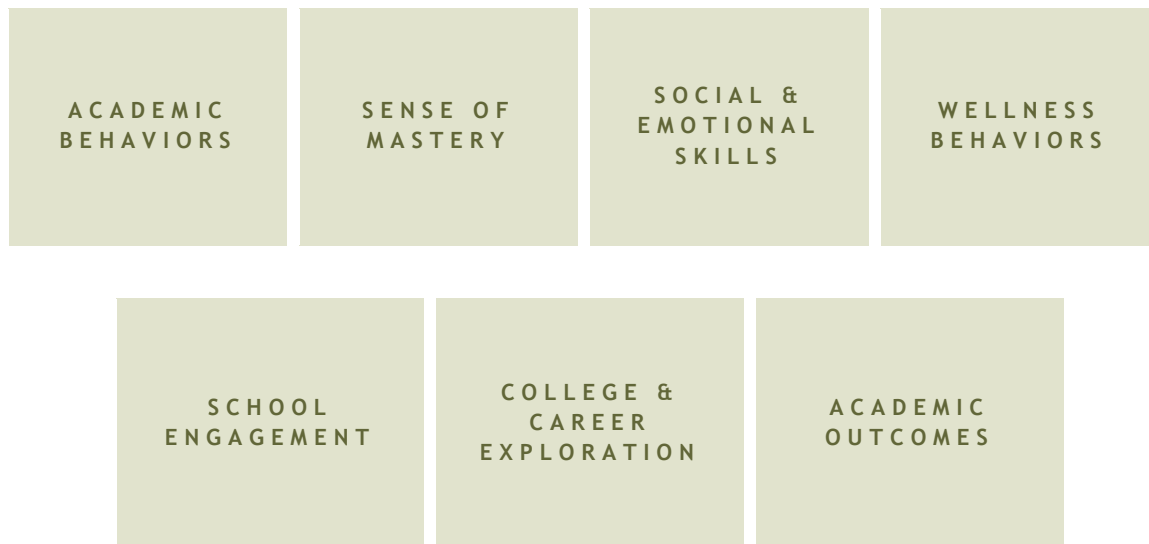 ACADEMIC
BEHAVIORS
SENSE OF
MASTERY
SOCIAL &
EMOTIONAL
SKILLS
WELLNESS
BEHAVIORS
SCHOOL
ENGAGEMENT
COLLEGE &
CAREER
EXPLORATION
ACADEMIC
OUTCOMES